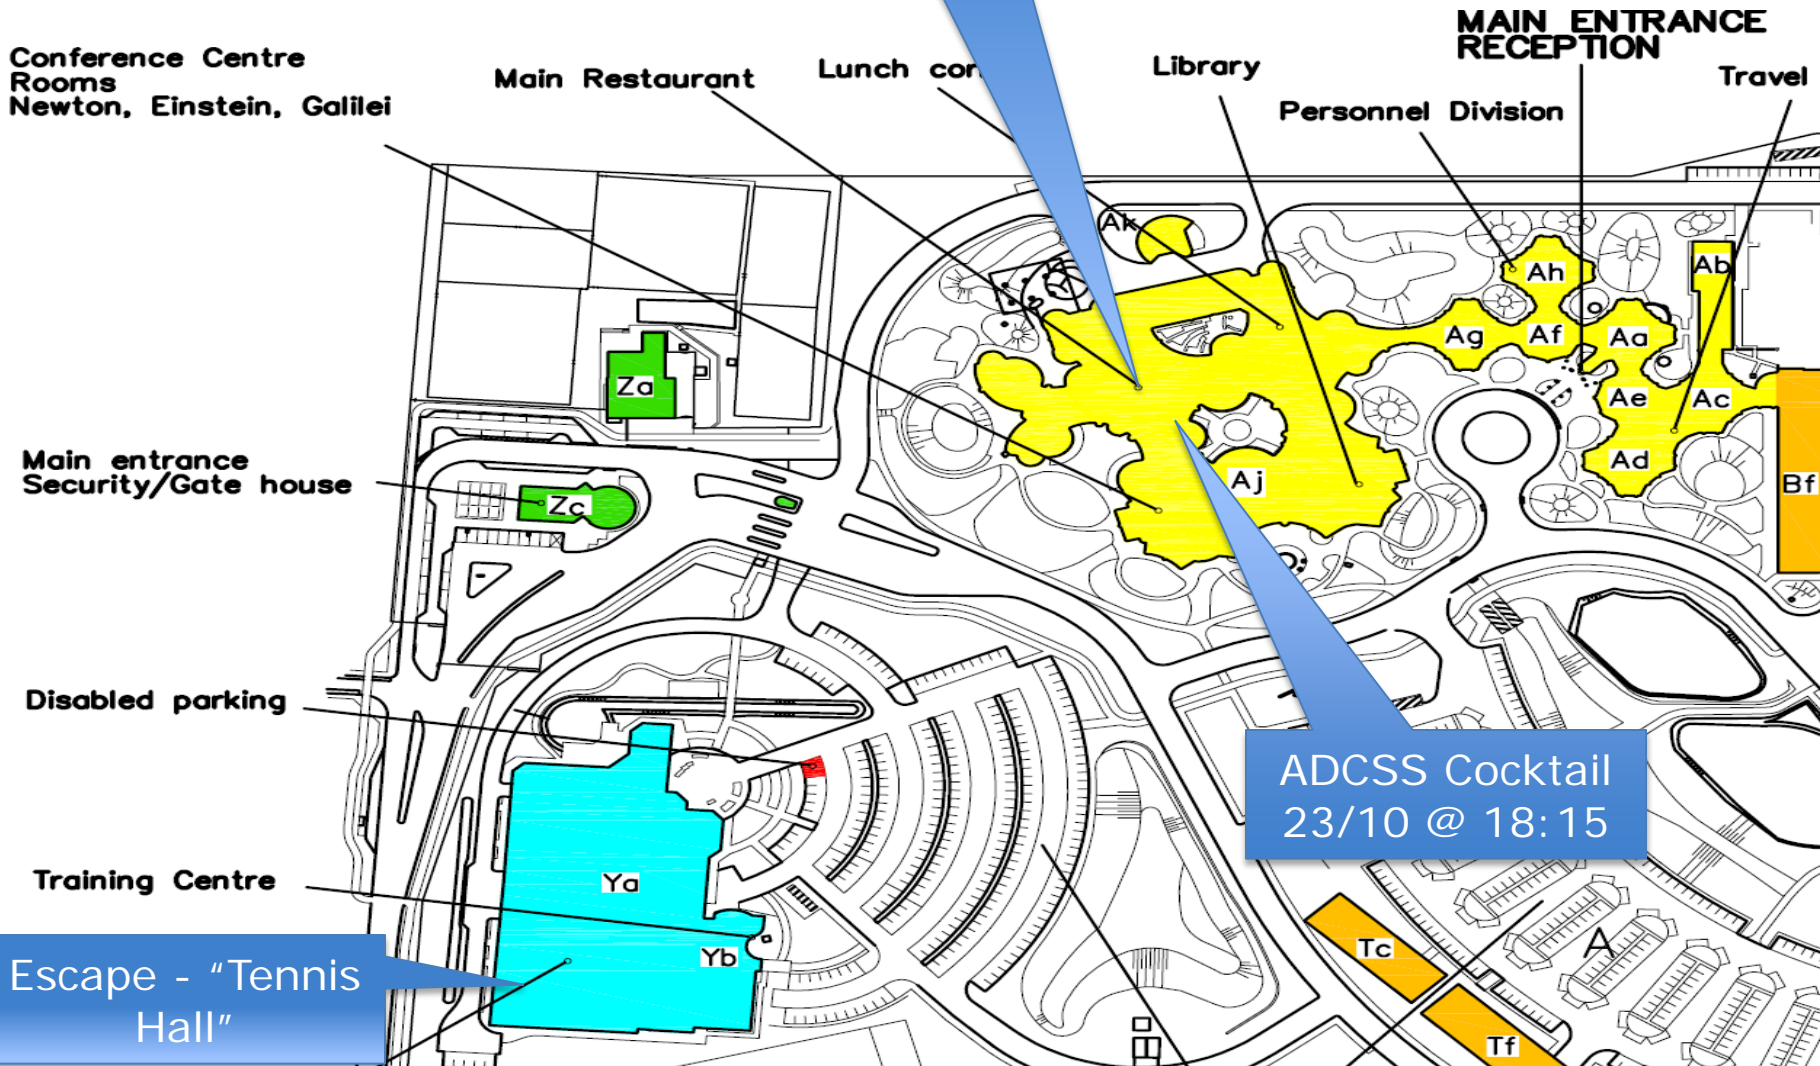 MAIN ENTRANCE
RECEPTION
Conference Centre
Rooms
Newton, Einstein, Galilei
Main Restaurant
Lunch
Library
Travel
Personnel Division
Ak
Ah
Ab
Ag
Af
Aa
Za
Ae
Ac
Main entrance
Security/Gate house
Zc
Aj
Ad
Bf
Disabled parking
ADCSS Cocktail
23/10 @ 18:15
Training Centre
Ya
Yb
A
Tc
Tf
Escape - “Tennis
Hall”